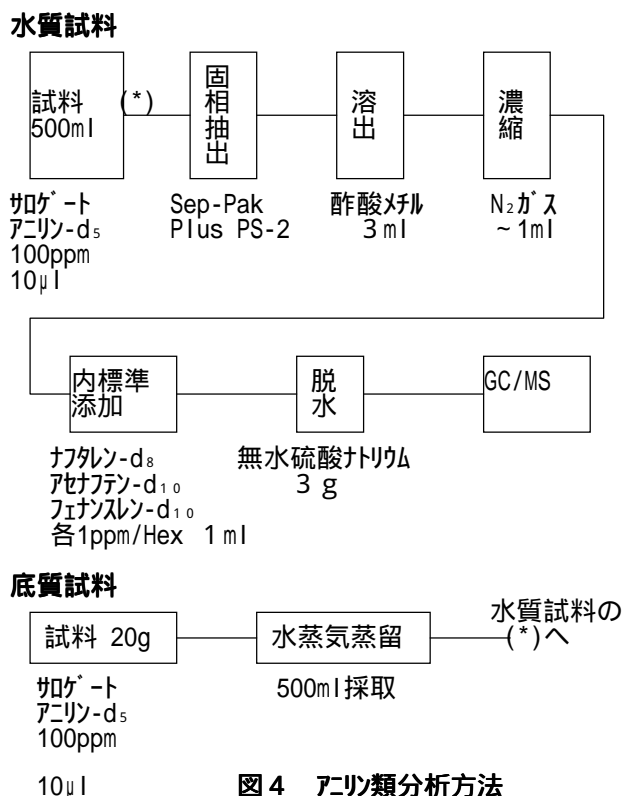 水質試料
試料 (*)
500ml
固相抽出
溶出
濃縮
サロゲート
アニリン-d₅
100ppm
10μl
Sep-Pak
Plus PS-2
酢酸メチル
3ml
N₂ガス
~1ml
内標準
添加
脱水
GC/MS
ナフタレン-d₈
アセナフテン-d₁₀
フェナンスレン-d₁₀
各1ppm/Hex 1ml
無水硫酸ナトリウム
3 g
底質試料
試料 20g
水蒸気蒸留
水質試料の
(*)へ
サロゲート
アニリン-d₅
100ppm
10μl
500ml採取
図4 アニリン類分析方法